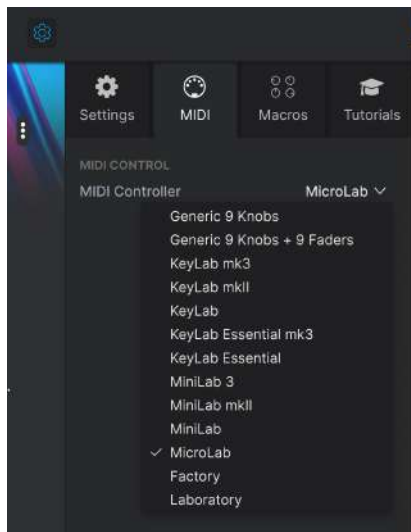 Settings
MIDI
Macros
Tutorials
MIDI CONTROL
MIDI Controller MicroLab
Generic 9 Knobs
Generic 9 Knobs + 9 Faders
KeyLab mk3
KeyLab mkII
KeyLab
KeyLab Essential mk3
KeyLab Essential
MiniLab 3
MiniLab mkII
MiniLab
MicroLab
Factory
Laboratory